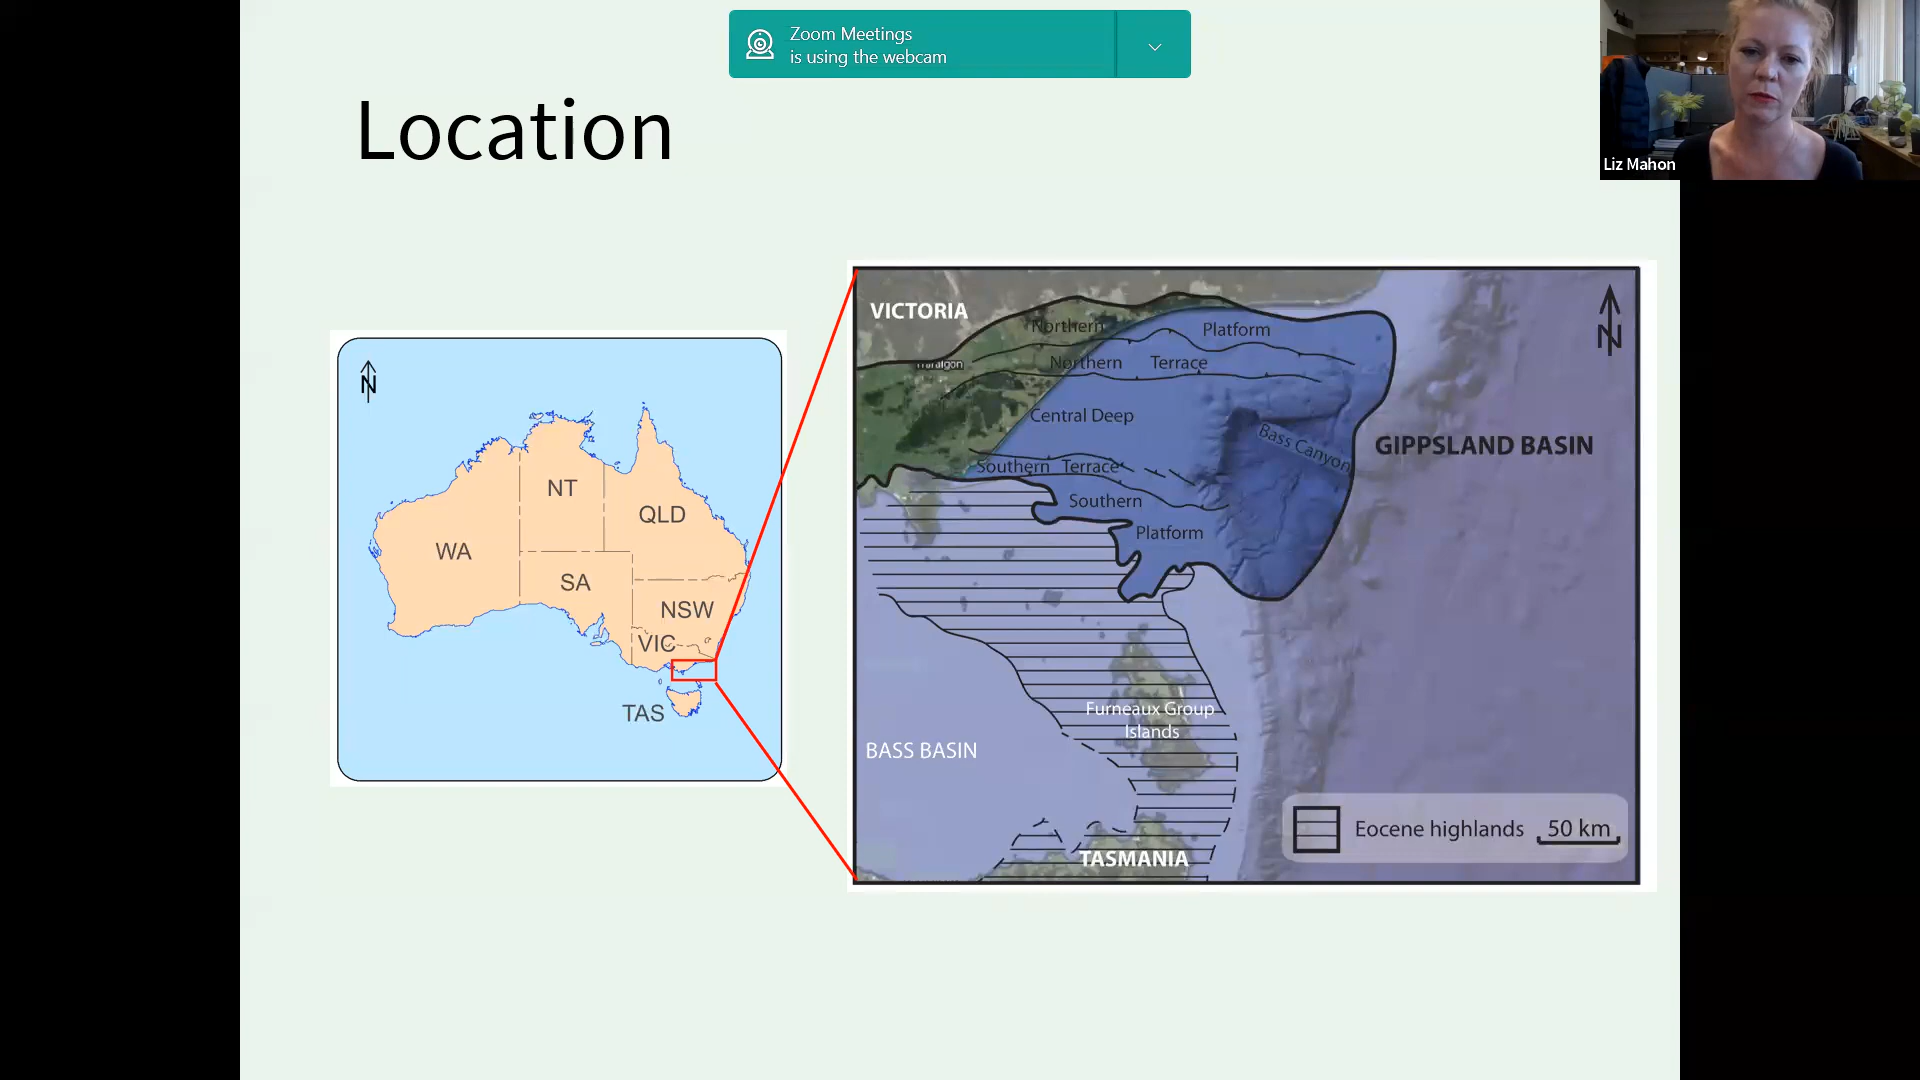 Zoom Meetings
is using the webcam
Liz Mahon
Location
N
NT
QLD
WA
SA
NSW
VIC
TAS
VICTORIA
N
Northern Platform
Traralgon
Northern Terrace
Central Deep
Bass Canyon
GIPPSLAND BASIN
Southern Terrace
Southern
Platform
Furneaux Group
Islands
BASS BASIN
Eocene highlands 50 km
TASMANIA